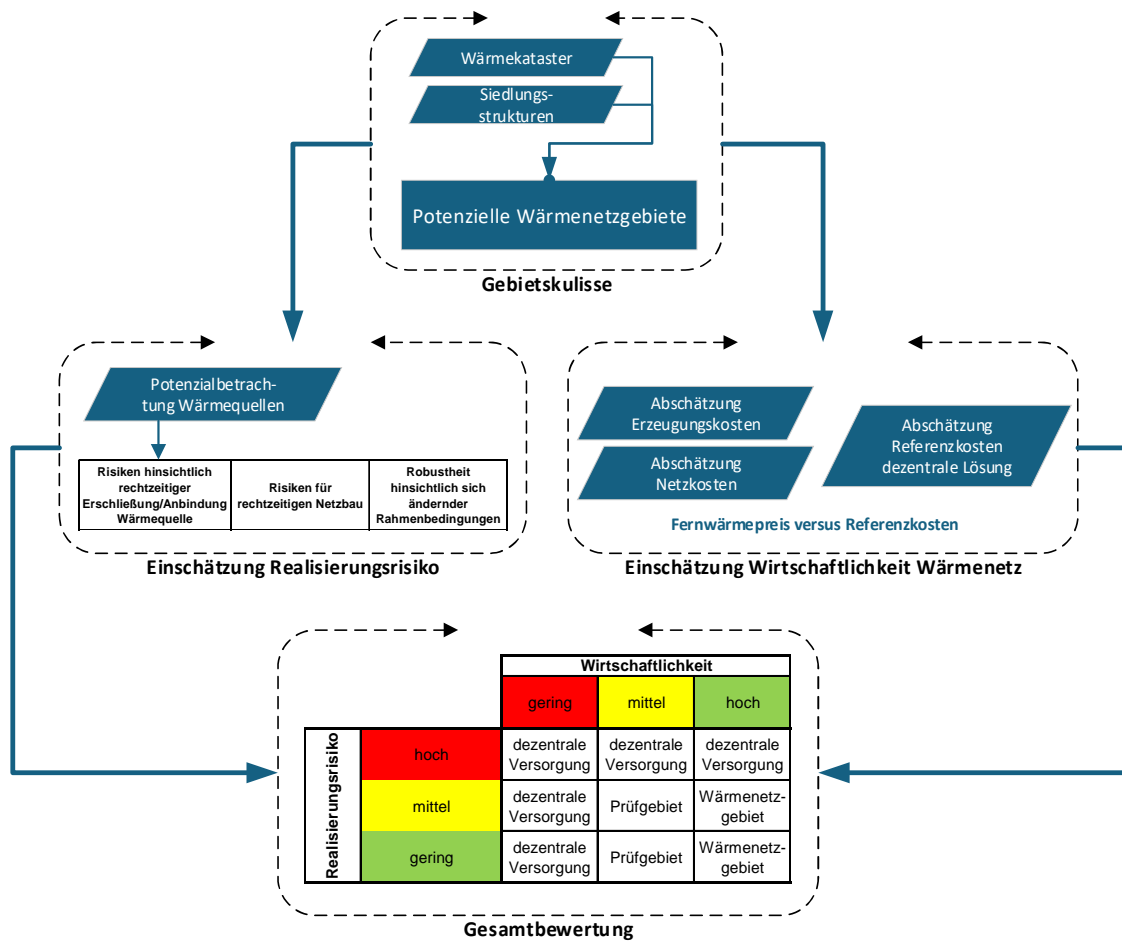 Wärmekataster
Siedlungs-
strukturen
Potenzielle Wärmenetzgebiete
Gebietskulisse
Potenzialbetrach-
tung Wärmequellen
Risiken hinsichtlich
rechtzeitiger
Erschließung/Anbindung
Wärmequelle
Risiken für
rechtzeitigen Netzbau
Robustheit
hinsichtlich sich
ändernder
Rahmenbedingungen
Einschätzung Realisierungsrisiko
Abschätzung
Erzeugungskosten
Abschätzung
Netzkosten
Abschätzung
Referenzkosten
dezentrale Lösung
Fernwärmepreis versus Referenzkosten
Einschätzung Wirtschaftlichkeit Wärmenetz
Wirtschaftlichkeit
gering
mittel
hoch
Realisierungsrisiko
hoch
dezentrale
Versorgung
dezentrale
Versorgung
dezentrale
Versorgung
mittel
dezentrale
Versorgung
Prüfgebiet
Wärmenetz-
gebiet
gering
dezentrale
Versorgung
Prüfgebiet
Wärmenetz-
gebiet
Gesamtbewertung